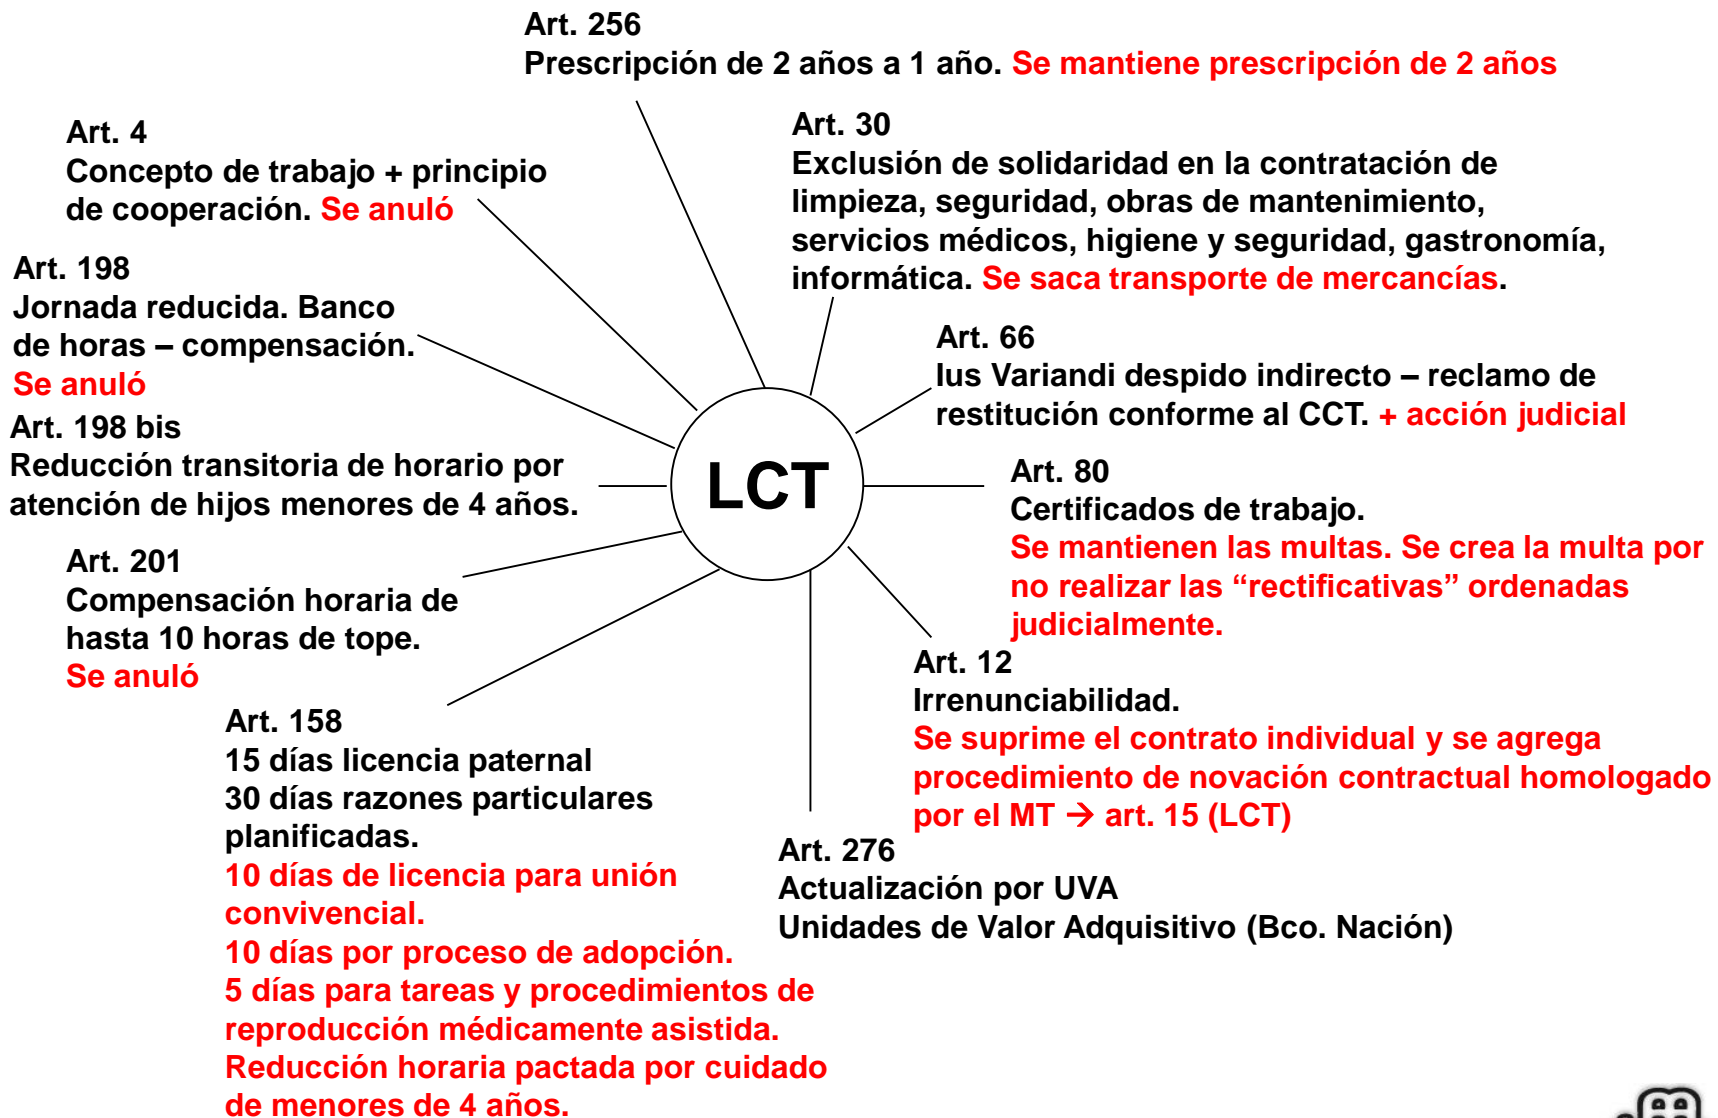 Art. 256
Prescripción de 2 años a 1 año. Se mantiene prescripción de 2 años
Art. 4
Concepto de trabajo + principio
de cooperación. Se anuló
Art. 30
Exclusión de solidaridad en la contratación de
limpieza, seguridad, obras de mantenimiento,
servicios médicos, higiene y seguridad, gastronomía,
informática. Se saca transporte de mercancías.
Art. 198
Jornada reducida. Banco
de horas – compensación.
Se anuló
Art. 66
Ius Variandi despido indirecto – reclamo de
restitución conforme al CCT. + acción judicial
Art. 198 bis
Reducción transitoria de horario por
atención de hijos menores de 4 años.
LCT
Art. 80
Certificados de trabajo.
Se mantienen las multas. Se crea la multa por
no realizar las “rectificativas” ordenadas
judicialmente.
Art. 201
Compensación horaria de
hasta 10 horas de tope.
Se anuló
Art. 12
Irrenunciabilidad.
Se suprime el contrato individual y se agrega
procedimiento de novación contractual homologado
por el MT → art. 15 (LCT)
Art. 158
15 días licencia paternal
30 días razones particulares
planificadas.
10 días de licencia para unión
convivencial.
10 días por proceso de adopción.
5 días para tareas y procedimientos de
reproducción médicamente asistida.
Reducción horaria pactada por cuidado
de menores de 4 años.
Art. 276
Actualización por UVA
Unidades de Valor Adquisitivo (Bco. Nación)